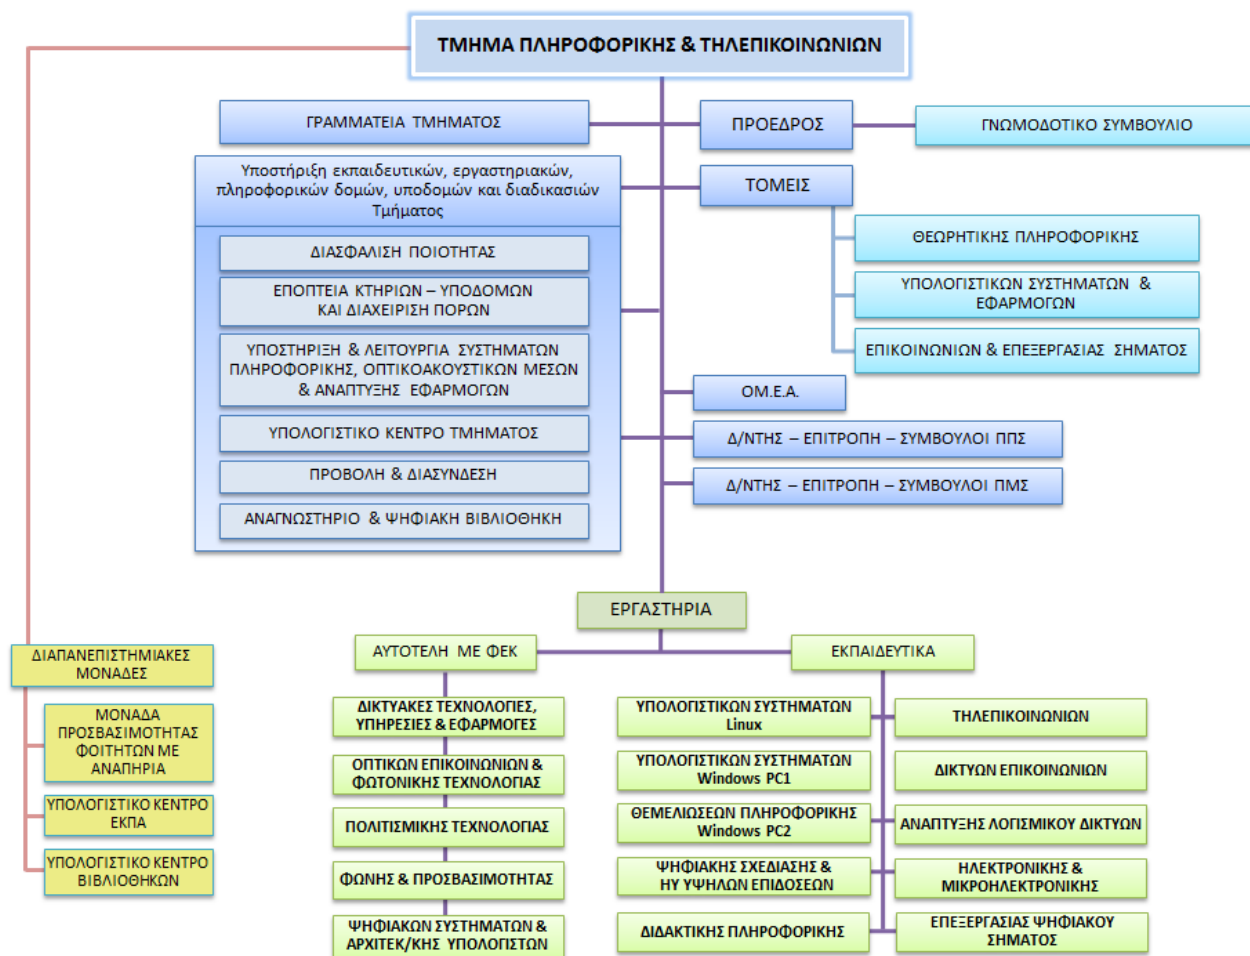 ΤΜΗΜΑ ΠΛΗΡΟΦΟΡΙΚΗΣ & ΤΗΛΕΠΙΚΟΙΝΩΝΙΩΝ
ΓΡΑΜΜΑΤΕΙΑ ΤΜΗΜΑΤΟΣ
ΠΡΟΕΔΡΟΣ
ΓΝΩΜΟΔΟΤΙΚΟ ΣΥΜΒΟΥΛΙΟ
Υποστήριξη εκπαιδευτικών, εργαστηριακών,
πληροφορικών δομών, υποδομών και διαδικασιών
Τμήματος
ΔΙΑΣΦΑΛΙΣΗ ΠΟΙΟΤΗΤΑΣ
ΕΠΟΠΤΕΙΑ ΚΤΗΡΙΩΝ – ΥΠΟΔΟΜΩΝ
ΚΑΙ ΔΙΑΧΕΙΡΙΣΗ ΠΟΡΩΝ
ΥΠΟΣΤΗΡΙΞΗ & ΛΕΙΤΟΥΡΓΙΑ ΣΥΣΤΗΜΑΤΩΝ
ΠΛΗΡΟΦΟΡΙΚΗΣ, ΟΠΤΙΚΟΑΚΟΥΣΤΙΚΩΝ ΜΕΣΩΝ
& ΑΝΑΠΤΥΞΗΣ ΕΦΑΡΜΟΓΩΝ
ΥΠΟΛΟΓΙΣΤΙΚΟ ΚΕΝΤΡΟ ΤΜΗΜΑΤΟΣ
ΠΡΟΒΟΛΗ & ΔΙΑΣΥΝΔΕΣΗ
ΑΝΑΓΝΩΣΤΗΡΙΟ & ΨΗΦΙΑΚΗ ΒΙΒΛΙΟΘΗΚΗ
ΤΟΜΕΙΣ
ΘΕΩΡΗΤΙΚΗΣ ΠΛΗΡΟΦΟΡΙΚΗΣ
ΥΠΟΛΟΓΙΣΤΙΚΩΝ ΣΥΣΤΗΜΑΤΩΝ &
ΕΦΑΡΜΟΓΩΝ
ΕΠΙΚΟΙΝΩΝΙΩΝ & ΕΠΕΞΕΡΓΑΣΙΑΣ ΣΗΜΑΤΟΣ
ΟΜ.Ε.Α.
Δ/ΝΤΗΣ – ΕΠΙΤΡΟΠΗ – ΣΥΜΒΟΥΛΟΙ ΠΠΣ
Δ/ΝΤΗΣ – ΕΠΙΤΡΟΠΗ – ΣΥΜΒΟΥΛΟΙ ΠΜΣ
ΕΡΓΑΣΤΗΡΙΑ
ΔΙΑΠΑΝΕΠΙΣΤΗΜΙΑΚΕΣ
ΜΟΝΑΔΕΣ
ΜΟΝΑΔΑ
ΠΡΟΣΒΑΣΙΜΟΤΗΤΑΣ
ΦΟΙΤΗΤΩΝ ΜΕ
ΑΝΑΠΗΡΙΑ
ΥΠΟΛΟΓΙΣΤΙΚΟ ΚΕΝΤΡΟ
ΕΚΠΑ
ΥΠΟΛΟΓΙΣΤΙΚΟ ΚΕΝΤΡΟ
ΒΙΒΛΙΟΘΗΚΩΝ
ΑΥΤΟΤΕΛΗ ΜΕ ΦΕΚ
ΔΙΚΤΥΑΚΕΣ ΤΕΧΝΟΛΟΓΙΕΣ,
ΥΠΗΡΕΣΙΕΣ & ΕΦΑΡΜΟΓΕΣ
ΟΠΤΙΚΩΝ ΕΠΙΚΟΙΝΩΝΙΩΝ &
ΦΩΤΟΝΙΚΗΣ ΤΕΧΝΟΛΟΓΙΑΣ
ΠΟΛΙΤΙΣΜΙΚΗΣ ΤΕΧΝΟΛΟΓΙΑΣ
ΦΩΝΗΣ & ΠΡΟΣΒΑΣΙΜΟΤΗΤΑΣ
ΨΗΦΙΑΚΩΝ ΣΥΣΤΗΜΑΤΩΝ &
ΑΡΧΙΤΕΚ/ΚΗΣ ΥΠΟΛΟΓΙΣΤΩΝ
ΕΚΠΑΙΔΕΥΤΙΚΑ
ΥΠΟΛΟΓΙΣΤΙΚΩΝ ΣΥΣΤΗΜΑΤΩΝ
Linux
ΥΠΟΛΟΓΙΣΤΙΚΩΝ ΣΥΣΤΗΜΑΤΩΝ
Windows PC1
ΘΕΜΕΛΙΩΣΕΩΝ ΠΛΗΡΟΦΟΡΙΚΗΣ
Windows PC2
ΨΗΦΙΑΚΗΣ ΣΧΕΔΙΑΣΗΣ &
ΗΥ ΥΨΗΛΩΝ ΕΠΙΔΟΣΕΩΝ
ΔΙΔΑΚΤΙΚΗΣ ΠΛΗΡΟΦΟΡΙΚΗΣ
ΤΗΛΕΠΙΚΟΙΝΩΝΙΩΝ
ΔΙΚΤΥΩΝ ΕΠΙΚΟΙΝΩΝΙΩΝ
ΑΝΑΠΤΥΞΗΣ ΛΟΓΙΣΜΙΚΟΥ ΔΙΚΤΥΩΝ
ΗΛΕΚΤΡΟΝΙΚΗΣ &
ΜΙΚΡΟΗΛΕΚΤΡΟΝΙΚΗΣ
ΕΠΕΞΕΡΓΑΣΙΑΣ ΨΗΦΙΑΚΟΥ
ΣΗΜΑΤΟΣ